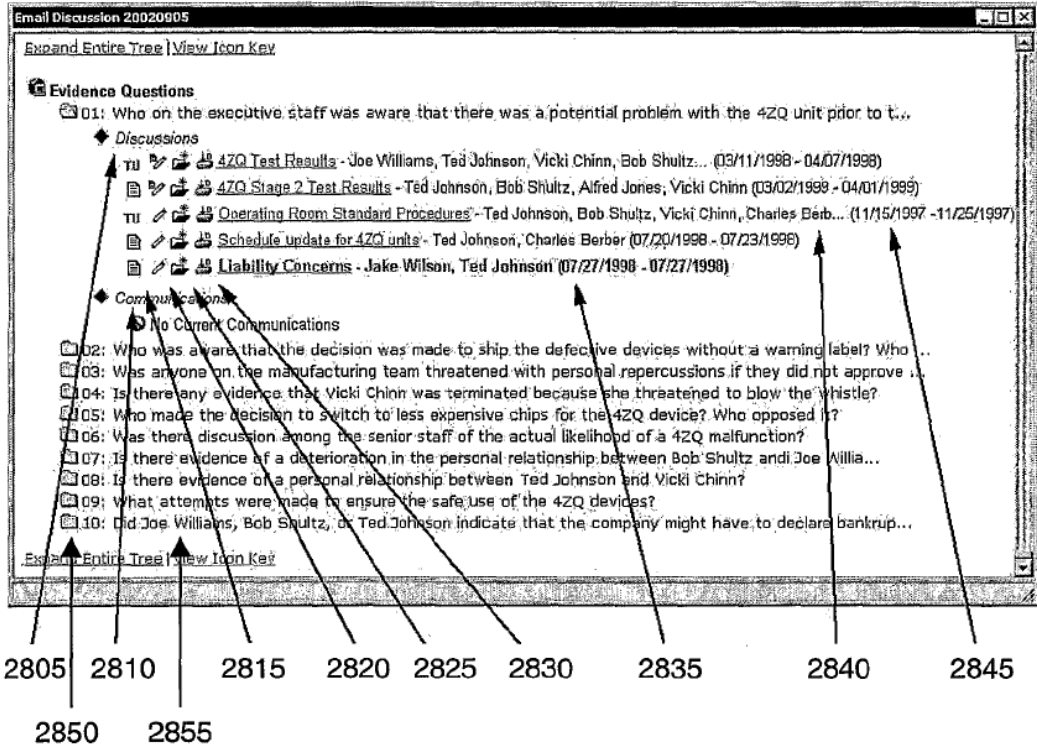 Email Discussion 20020905
Expand Entire Tree | View Icon Key
Evidence Questions
01: Who on the executive staff was aware that there was a potential problem with the 4ZQ unit prior to t...
Discussions
TU 4ZQ Test Results - Joe Williams, Ted Johnson, Vicki Chinn, Bob Shultz... (03/11/1998 - 04/07/1998)
4ZQ Stage 2 Test Results - Ted Johnson, Bob Shultz, Alfred Jones, Vicki Chinn (03/02/1999 - 04/01/1999)
TU Operating Room Standard Procedures - Ted Johnson, Bob Shultz, Vicki Chinn, Charles Berb... (11/15/1997 -11/25/1997)
Schedule update for 4ZQ units - Ted Johnson, Charles Berber (07/20/1998 - 07/23/1998)
Liability Concerns - Jake Wilson, Ted Johnson (07/27/1998 - 07/27/1998)
Communications
No Current Communications
02: Who was aware that the decision was made to ship the defective devices without a warning label? Who ...
03: Was anyone on the manufacturing team threatened with personal repercussions if they did not approve ...
04: Is there any evidence that Vicki Chinn was terminated because she threatened to blow the whistle?
05: Who made the decision to switch to less expensive chips for the 4ZQ device? Who opposed it?
06: Was there discussion among the senior staff of the actual likelihood of a 4ZQ malfunction?
07: Is there evidence of a deterioration in the personal relationship between Bob Shultz andi Joe Willia...
08: Is there evidence of a personal relationship between Ted Johnson and Vicki Chinn?
09: What attempts were made to ensure the safe use of the 4ZQ devices?
10: Did Joe Williams, Bob Shultz, or Ted Johnson indicate that the company might have to declare bankrup...
Expand Entire Tree | View Icon Key
2805 2810 2815 2820 2825 2830 2835 2840 2845
2850 2855